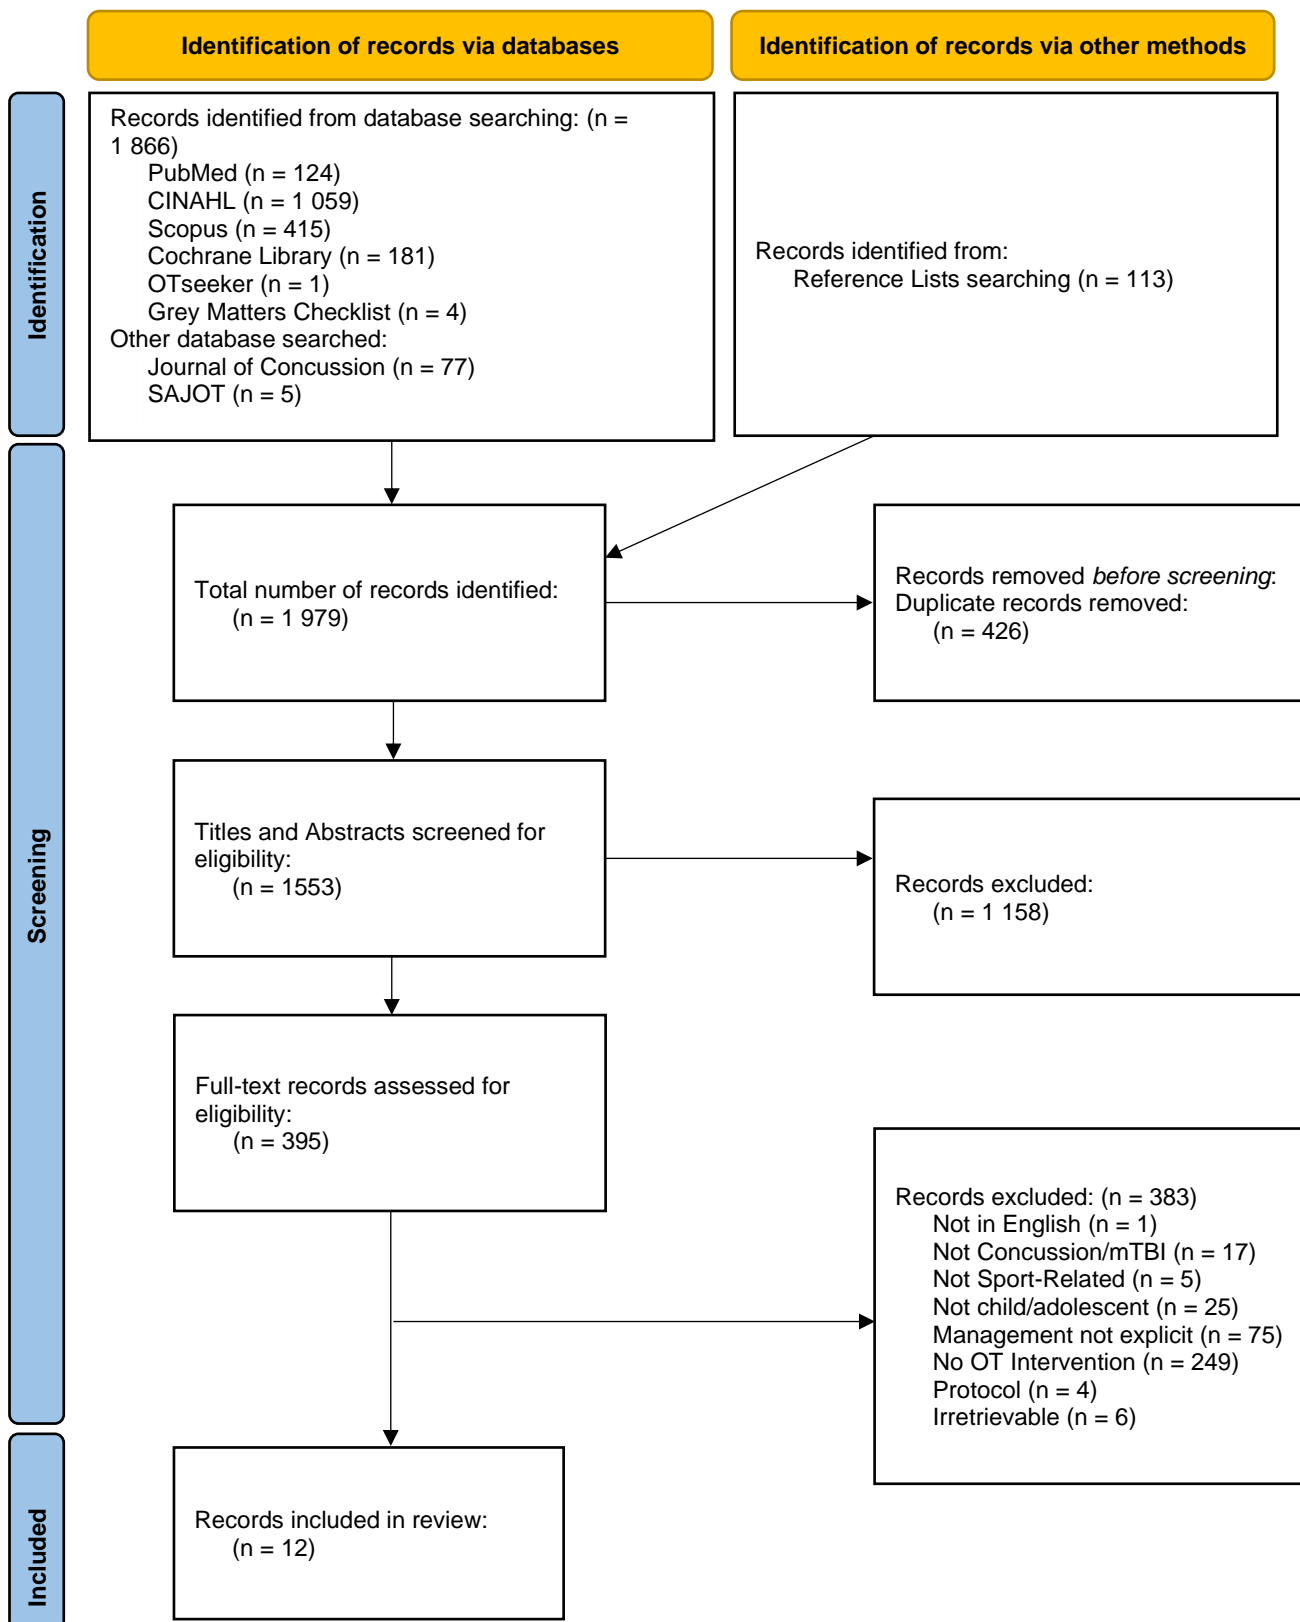 Identification of records via databases
Identification of records via other methods
Identification
Records identified from database searching: (n =
1 866)
PubMed (n = 124)
CINAHL (n = 1 059)
Scopus (n = 415)
Cochrane Library (n = 181)
OTseeker (n = 1)
Grey Matters Checklist (n = 4)
Other database searched:
Journal of Concussion (n = 77)
SAJOT (n = 5)
Records identified from:
Reference Lists searching (n = 113)
Screening
Total number of records identified:
(n = 1 979)
Records removed before screening:
Duplicate records removed:
(n = 426)
Titles and Abstracts screened for
eligibility:
(n = 1553)
Records excluded:
(n = 1 158)
Full-text records assessed for
eligibility:
(n = 395)
Records excluded: (n = 383)
Not in English (n = 1)
Not Concussion/mTBI (n = 17)
Not Sport-Related (n = 5)
Not child/adolescent (n = 25)
Management not explicit (n = 75)
No OT Intervention (n = 249)
Protocol (n = 4)
Irretrievable (n = 6)
Included
Records included in review:
(n = 12)